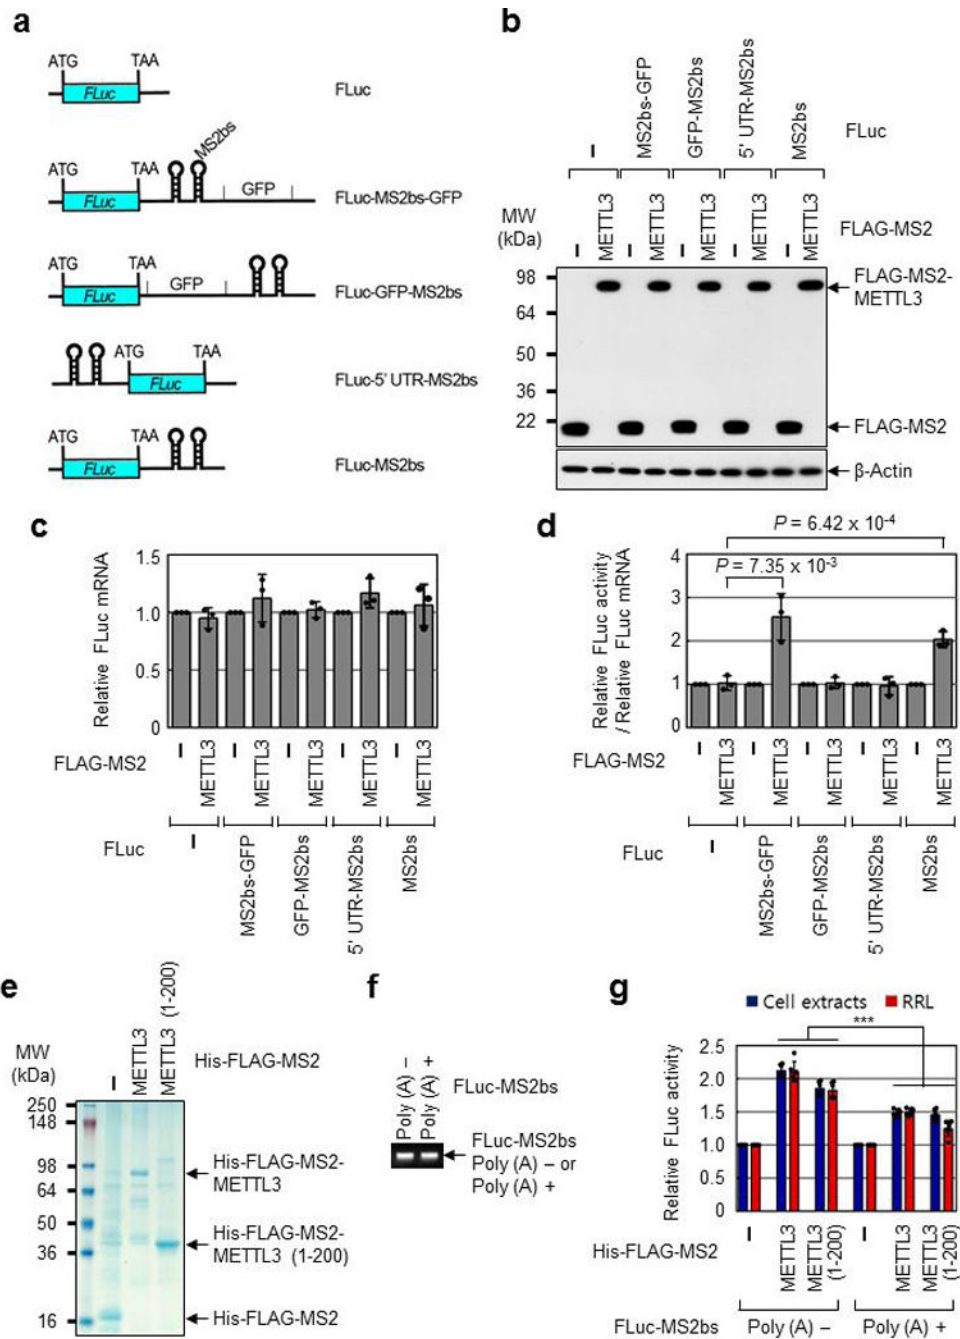 a
ATG TAA
FLuc
FLuc
ATG TAA MS2bs
FLuc GFP
FLuc-MS2bs-GFP
ATG TAA
FLuc GFP
FLuc-GFP-MS2bs
ATG TAA
FLuc
FLuc-5' UTR-MS2bs
ATG TAA
FLuc
FLuc-MS2bs
b
– MS2bs-GFP GFP-MS2bs 5' UTR-MS2bs MS2bs
FLuc
MW
(kDa)
– METTL3 – METTL3 – METTL3 – METTL3 – METTL3
FLAG-MS2
98
64
50
36
22
FLAG-MS2-
METTL3
FLAG-MS2
β-Actin
c
Relative FLuc mRNA
1.5
1.0
0.5
0
FLAG-MS2
– METTL3 – METTL3 – METTL3 – METTL3 – METTL3
FLuc
– MS2bs-GFP GFP-MS2bs 5' UTR-MS2bs MS2bs
d
P = 6.42 x 10-4
P = 7.35 x 10-3
Relative FLuc activity
/ Relative FLuc mRNA
4
3
2
1
0
FLAG-MS2
– METTL3 – METTL3 – METTL3 – METTL3 – METTL3
FLuc
– MS2bs-GFP GFP-MS2bs 5' UTR-MS2bs MS2bs
e
MW
(kDa)
– METTL3 METTL3 (1-200)
His-FLAG-MS2
250
148
98
64
50
36
16
His-FLAG-MS2-
METTL3
His-FLAG-MS2-
METTL3 (1-200)
His-FLAG-MS2
f
Poly (A) – Poly (A) +
FLuc-MS2bs
FLuc-MS2bs
Poly (A) – or
Poly (A) +
g
Cell extracts RRL
***
Relative FLuc activity
2.5
2.0
1.5
1.0
0.5
0
His-FLAG-MS2
– METTL3 METTL3 (1-200) – METTL3 METTL3 (1-200)
FLuc-MS2bs Poly (A) – Poly (A) +